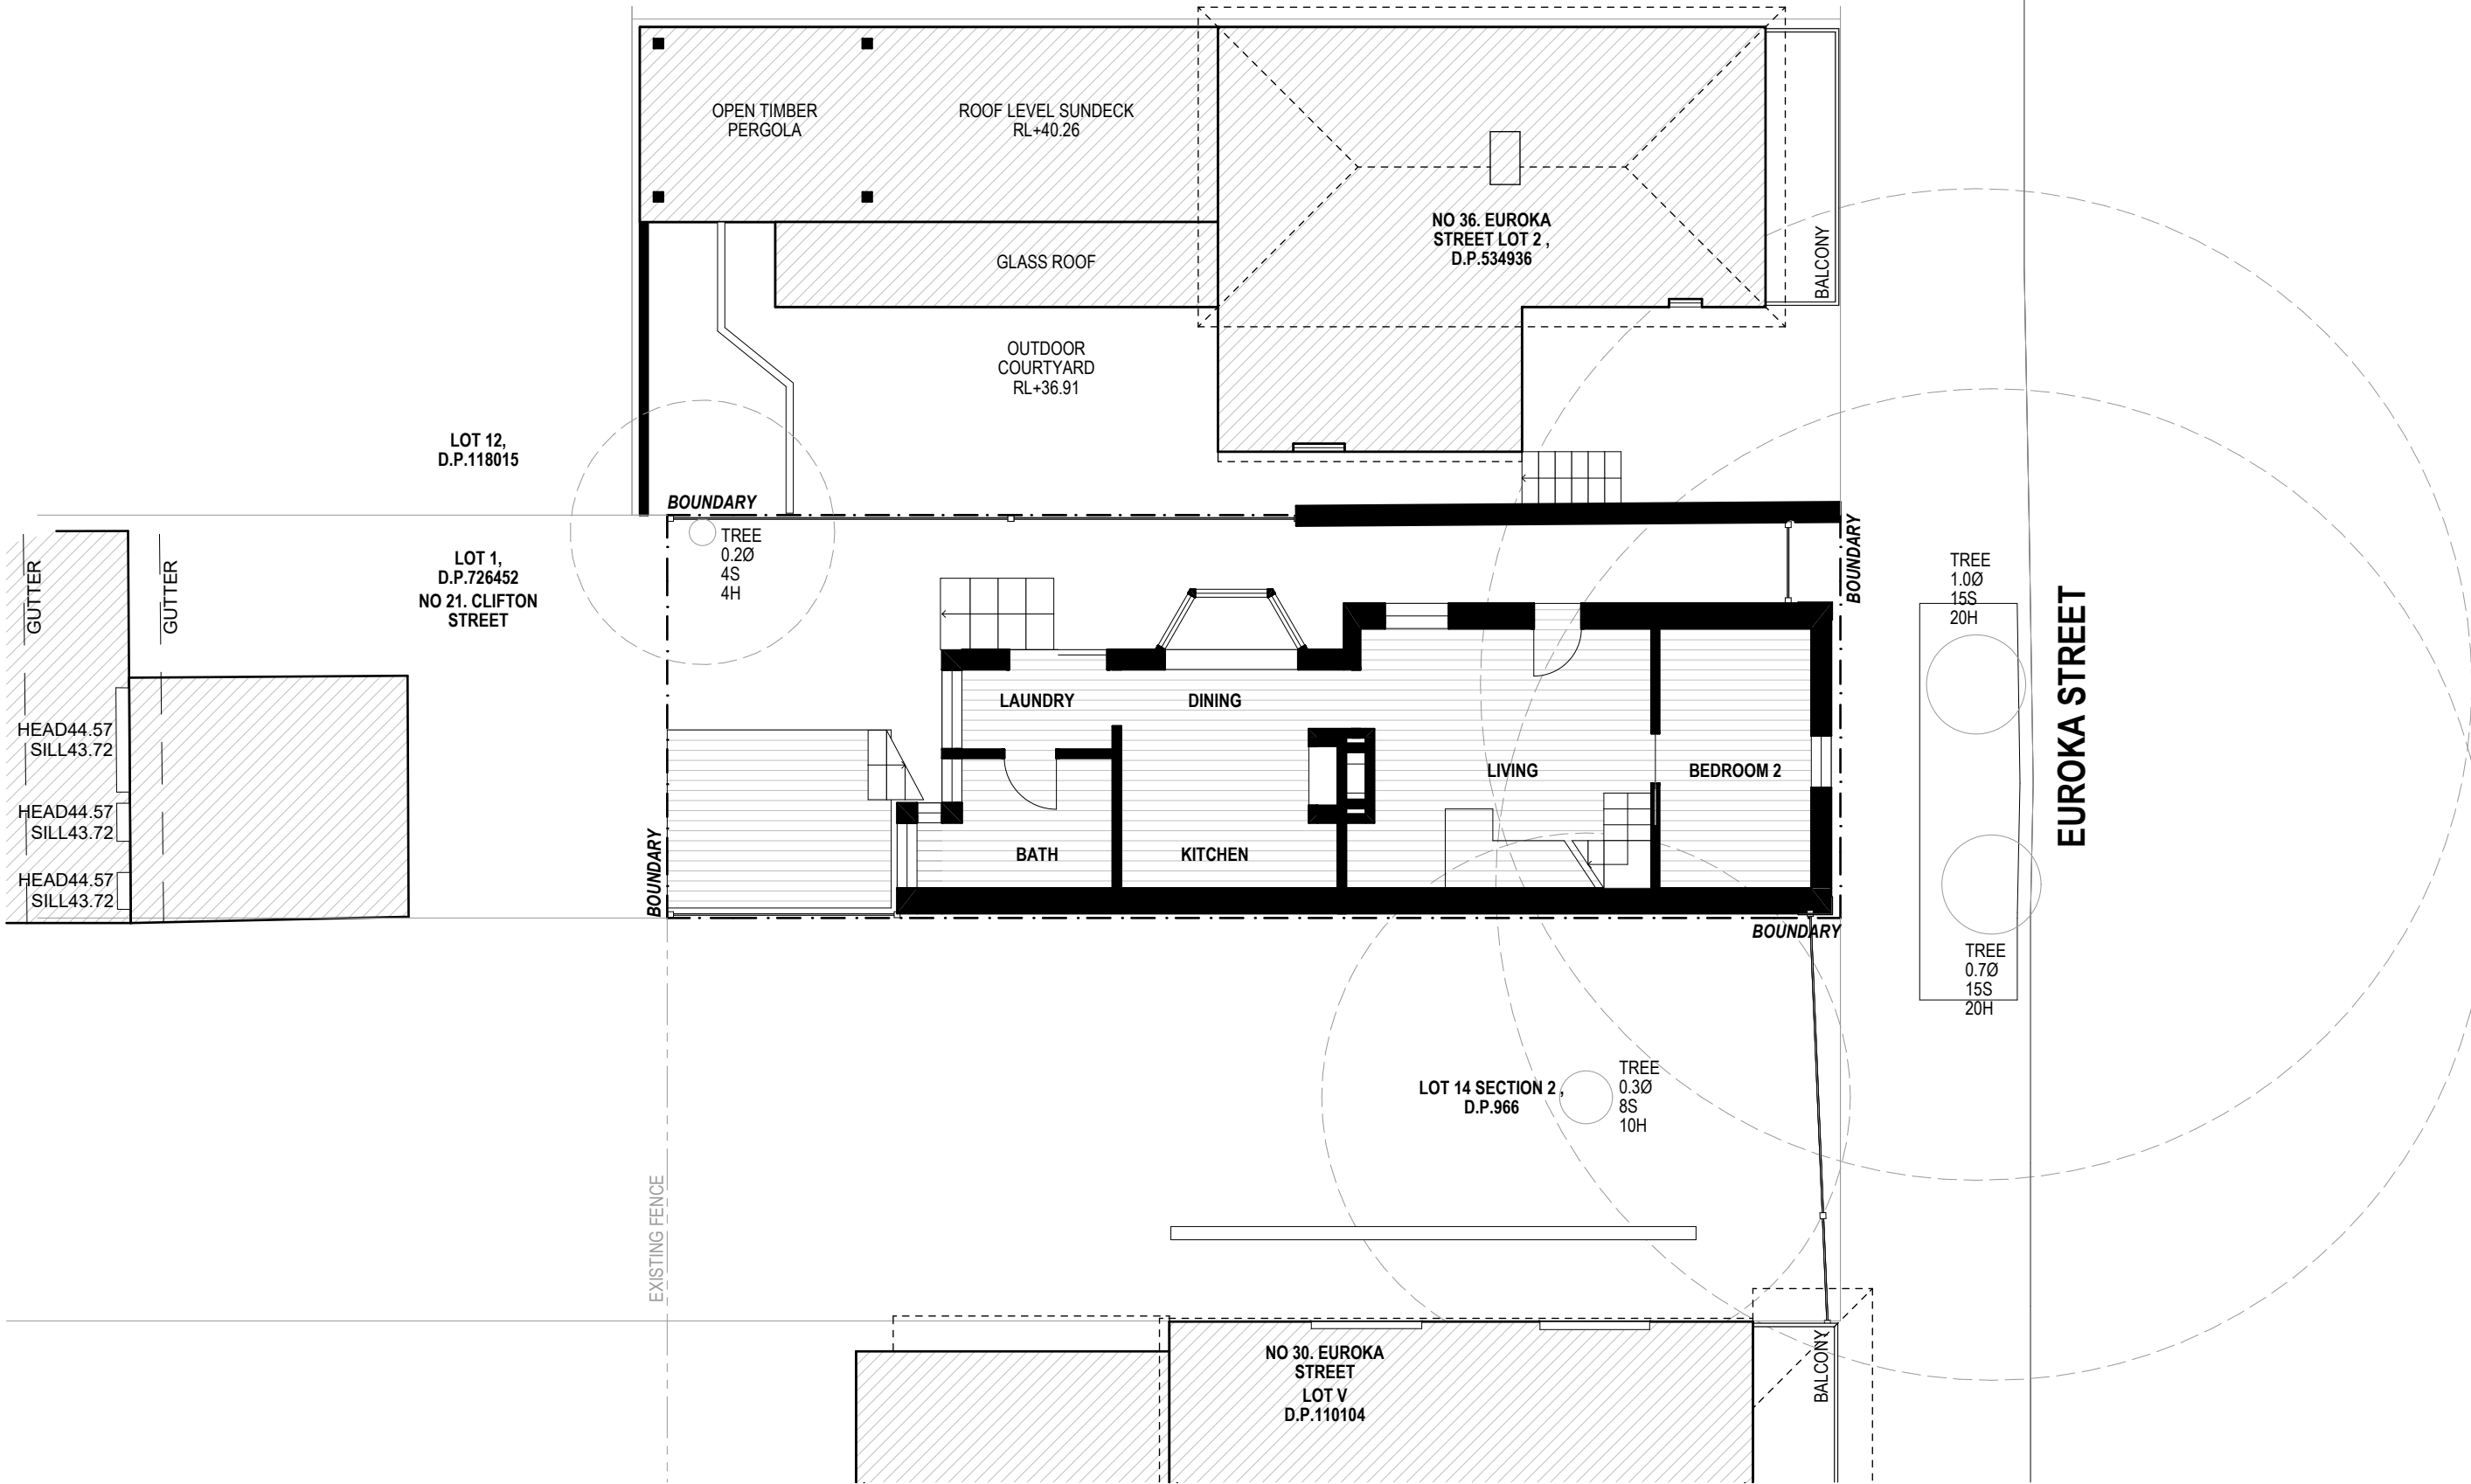 OPEN TIMBER
PERGOLA
ROOF LEVEL SUNDECK
RL+40.26
NO 36. EUROKA
STREET LOT 2 ,
D.P.534936
BALCONY
GLASS ROOF
OUTDOOR
COURTYARD
RL+36.91
LOT 12,
D.P.118015
BOUNDARY
TREE
0.2Ø
4S
4H
GUTTER
GUTTER
LOT 1,
D.P.726452
NO 21. CLIFTON
STREET
BOUNDARY
TREE
1.0Ø
15S
20H
EUROKA STREET
LAUNDRY
DINING
HEAD44.57
SILL43.72
LIVING
BEDROOM 2
HEAD44.57
SILL43.72
BATH
KITCHEN
HEAD44.57
SILL43.72
BOUNDARY
BOUNDARY
TREE
0.7Ø
15S
20H
LOT 14 SECTION 2 ,
D.P.966
TREE
0.3Ø
8S
10H
EXISTING FENCE
NO 30. EUROKA
STREET
LOT V
D.P.110104
BALCONY